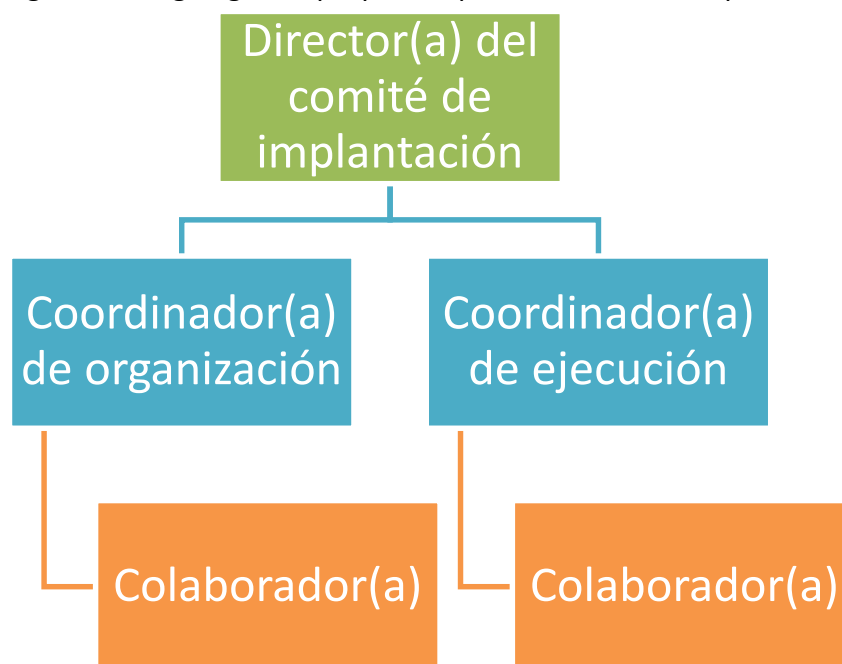 Director(a) del
comité de
implantación
Coordinador(a)
de organización
Coordinador(a)
de ejecución
Colaborador(a)
Colaborador(a)